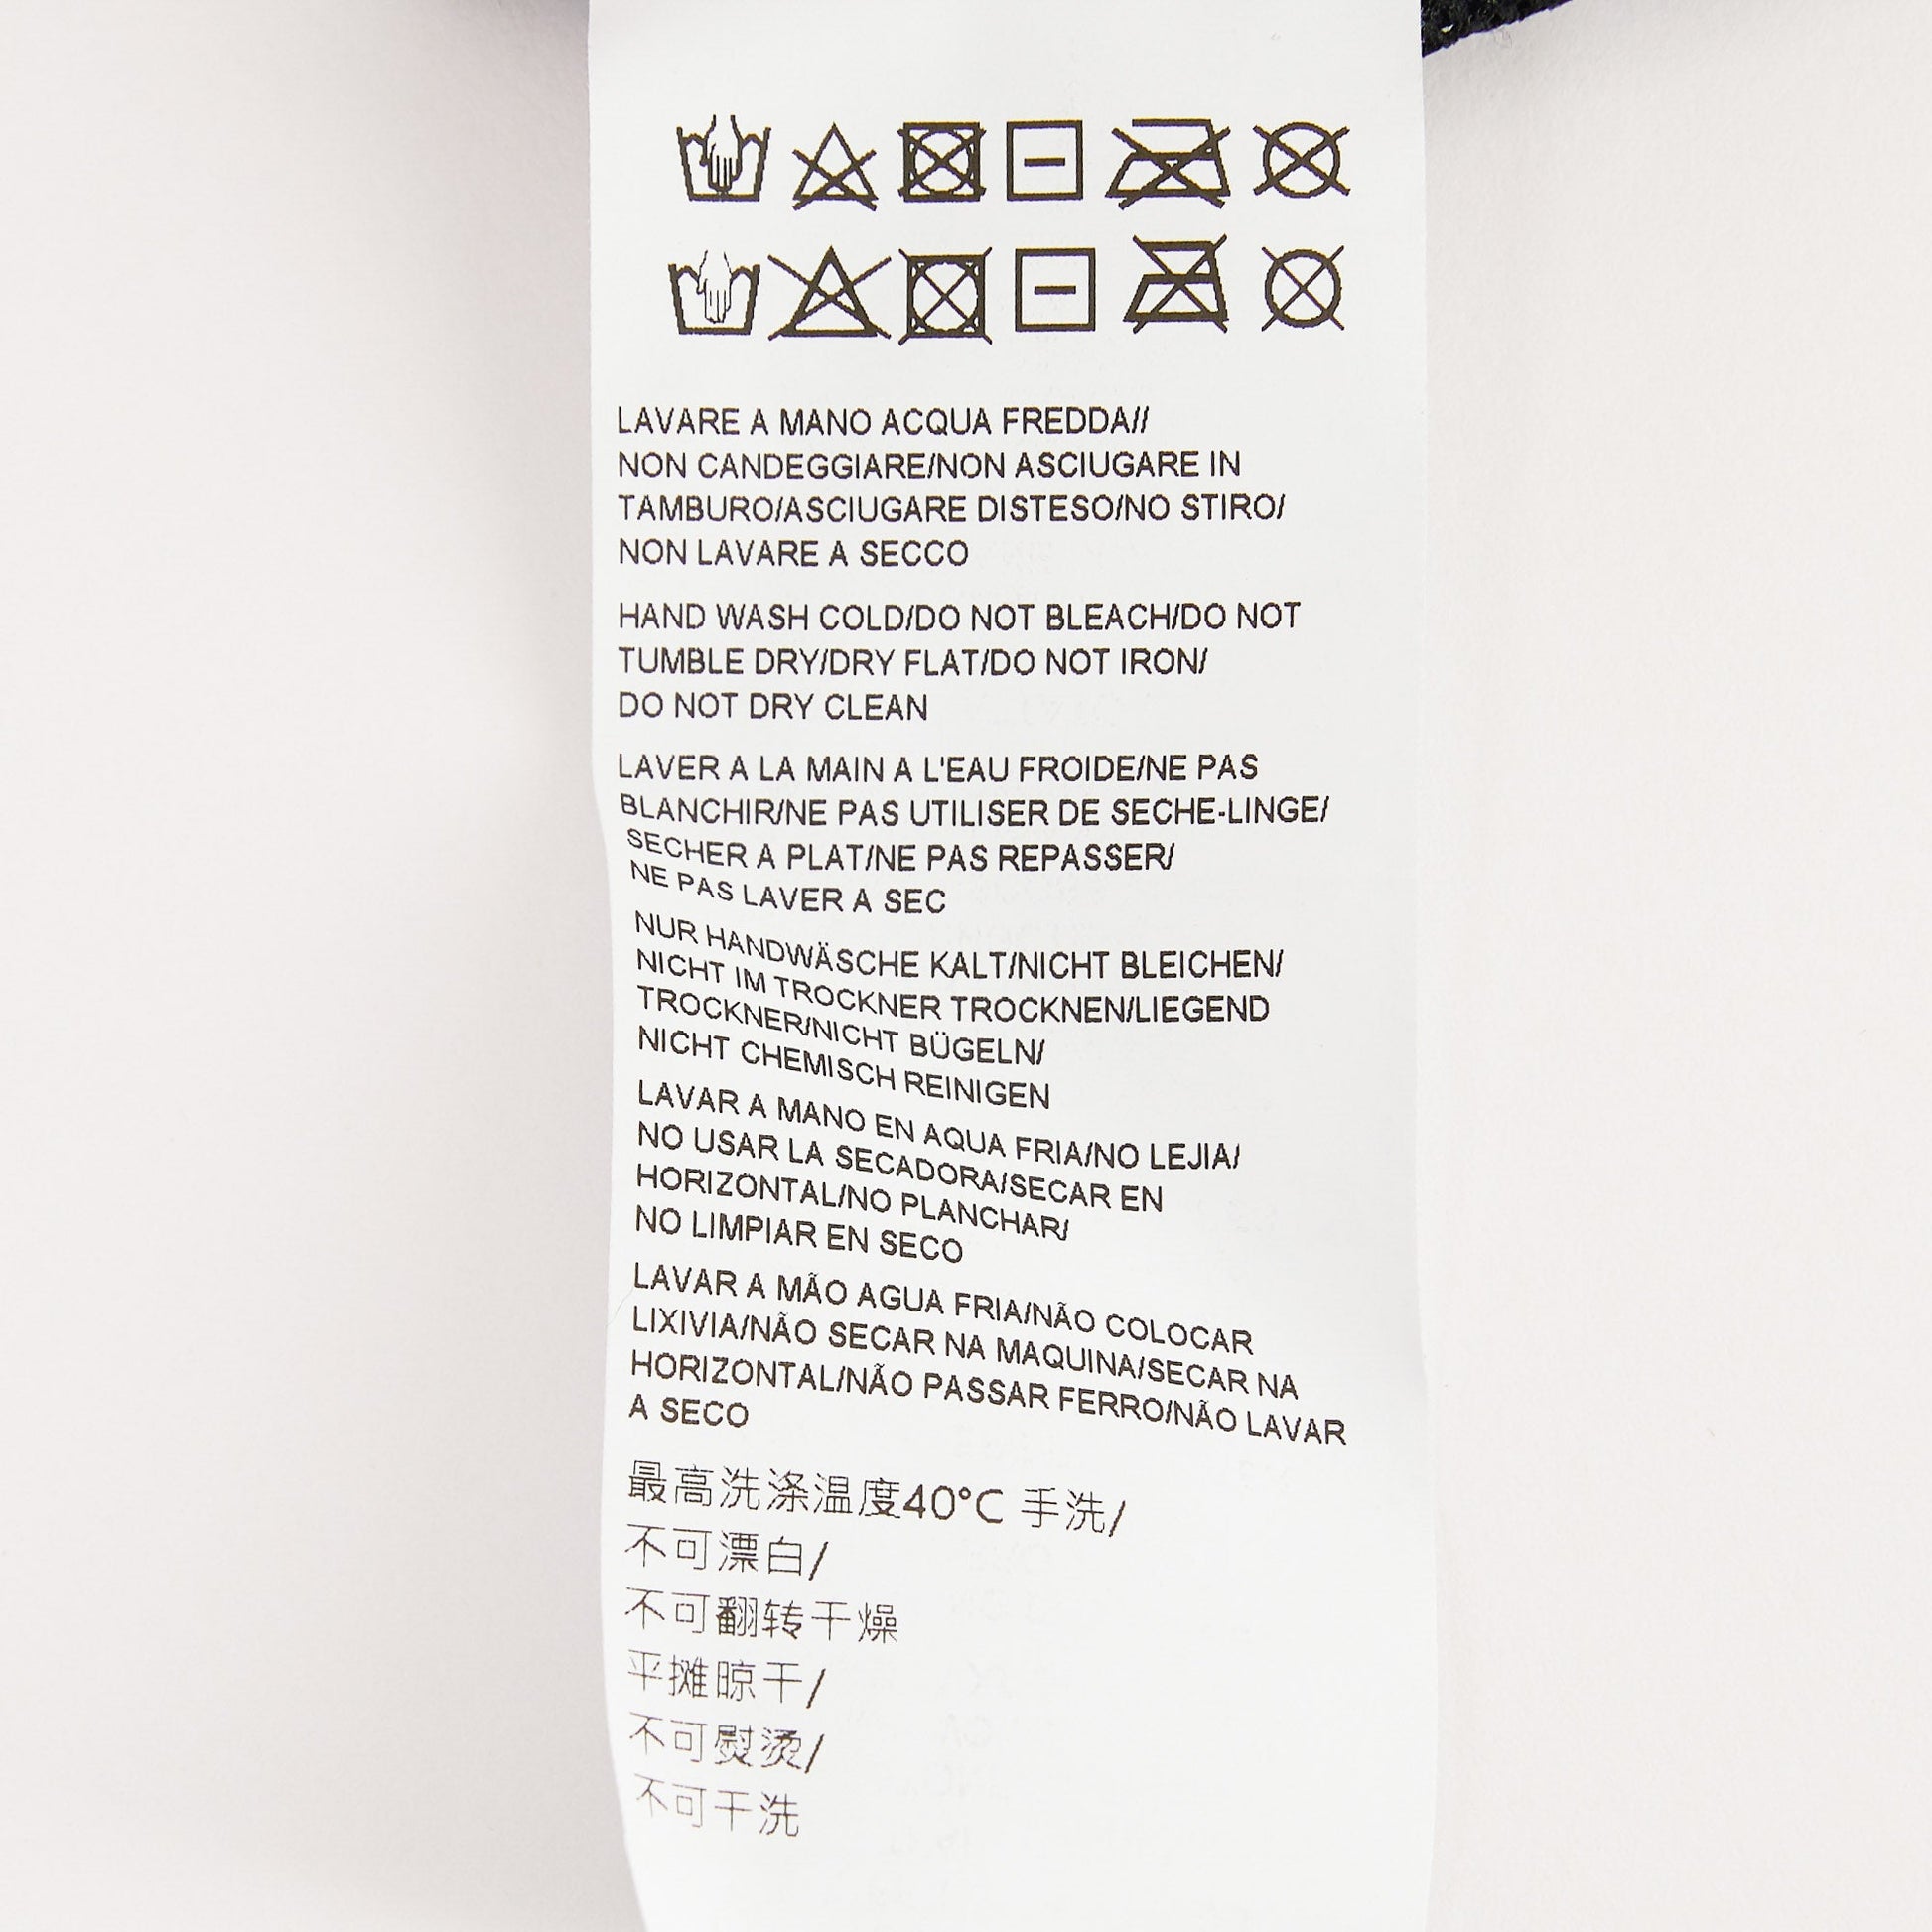 LAVARE A MANO ACQUA FREDDA//
NON CANDEGGIARE/NON ASCIUGARE IN
TAMBURO/ASCIUGARE DISTESO/NO STIRO/
NON LAVARE A SECCO
HAND WASH COLD/DO NOT BLEACH/DO NOT
TUMBLE DRY/DRY FLAT/DO NOT IRON/
DO NOT DRY CLEAN
LAVER A LA MAIN A L'EAU FROIDE/NE PAS
BLANCHIR/NE PAS UTILISER DE SECHE-LINGE/
SECHER A PLAT/NE PAS REPASSER/
NE PAS LAVER A SEC
NUR HANDWÄSCHE KALT/NICHT BLEICHEN/
NICHT IM TROCKNER TROCKNEN/LIEGEND
TROCKNER/NICHT BÜGELN/
NICHT CHEMISCH REINIGEN
LAVAR A MANO EN AQUA FRIA/NO LEJIA/
NO USAR LA SECADORA/SECAR EN
HORIZONTAL/NO PLANCHAR/
NO LIMPIAR EN SECO
LAVAR A MÃO AGUA FRIA/NÃO COLOCAR
LIXIVIA/NÃO SECAR NA MAQUINA/SECAR NA
HORIZONTAL/NÃO PASSAR FERRO/NÃO LAVAR
A SECO
最高洗涤温度40°C 手洗/
不可漂白/
不可翻转干燥
平摊晾干/
不可熨烫/
不可干洗